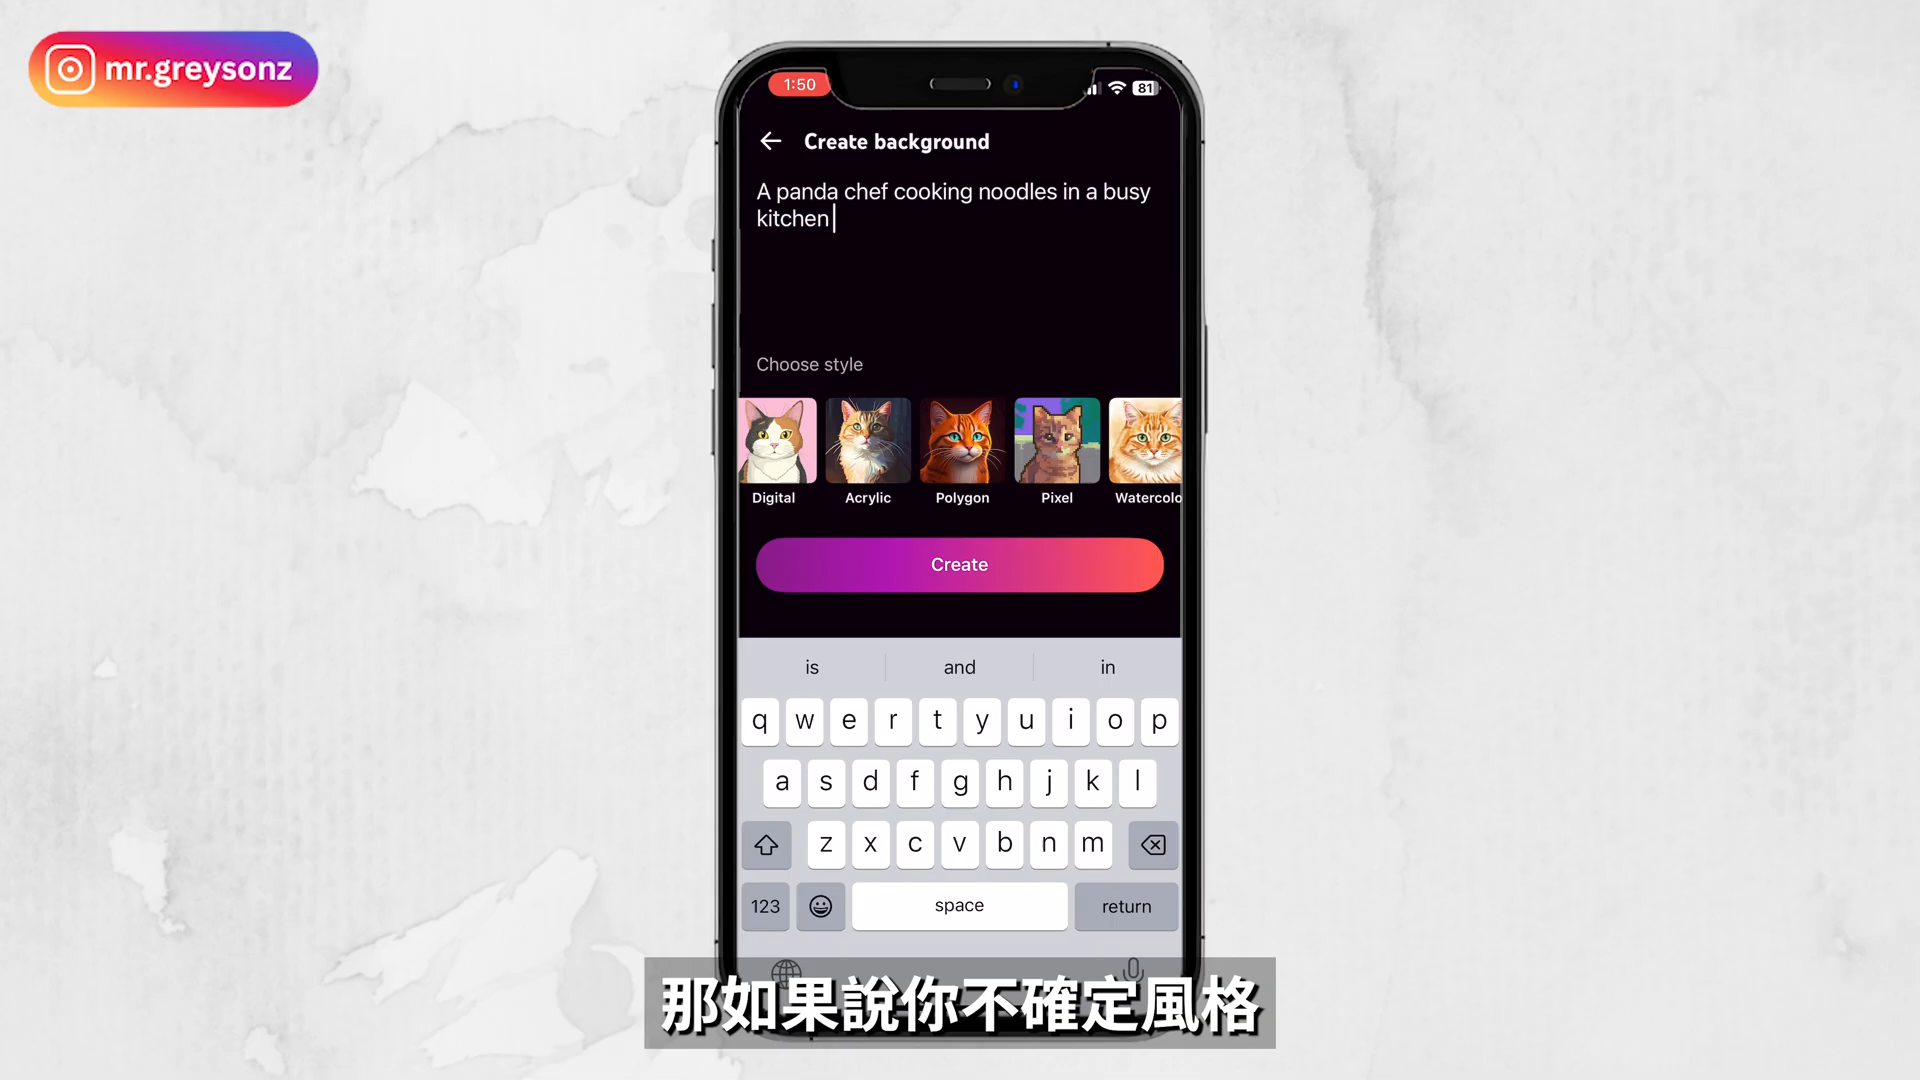 mr.greysonz
1:50
81
Create background
A panda chef cooking noodles in a busy
kitchen
Choose style
Digital Acrylic Polygon Pixel Watercolo
Create
is and in
q w e r t y u i o p
a s d f g h j k l
z x c v b n m
123 space return
那如果說你不確定風格